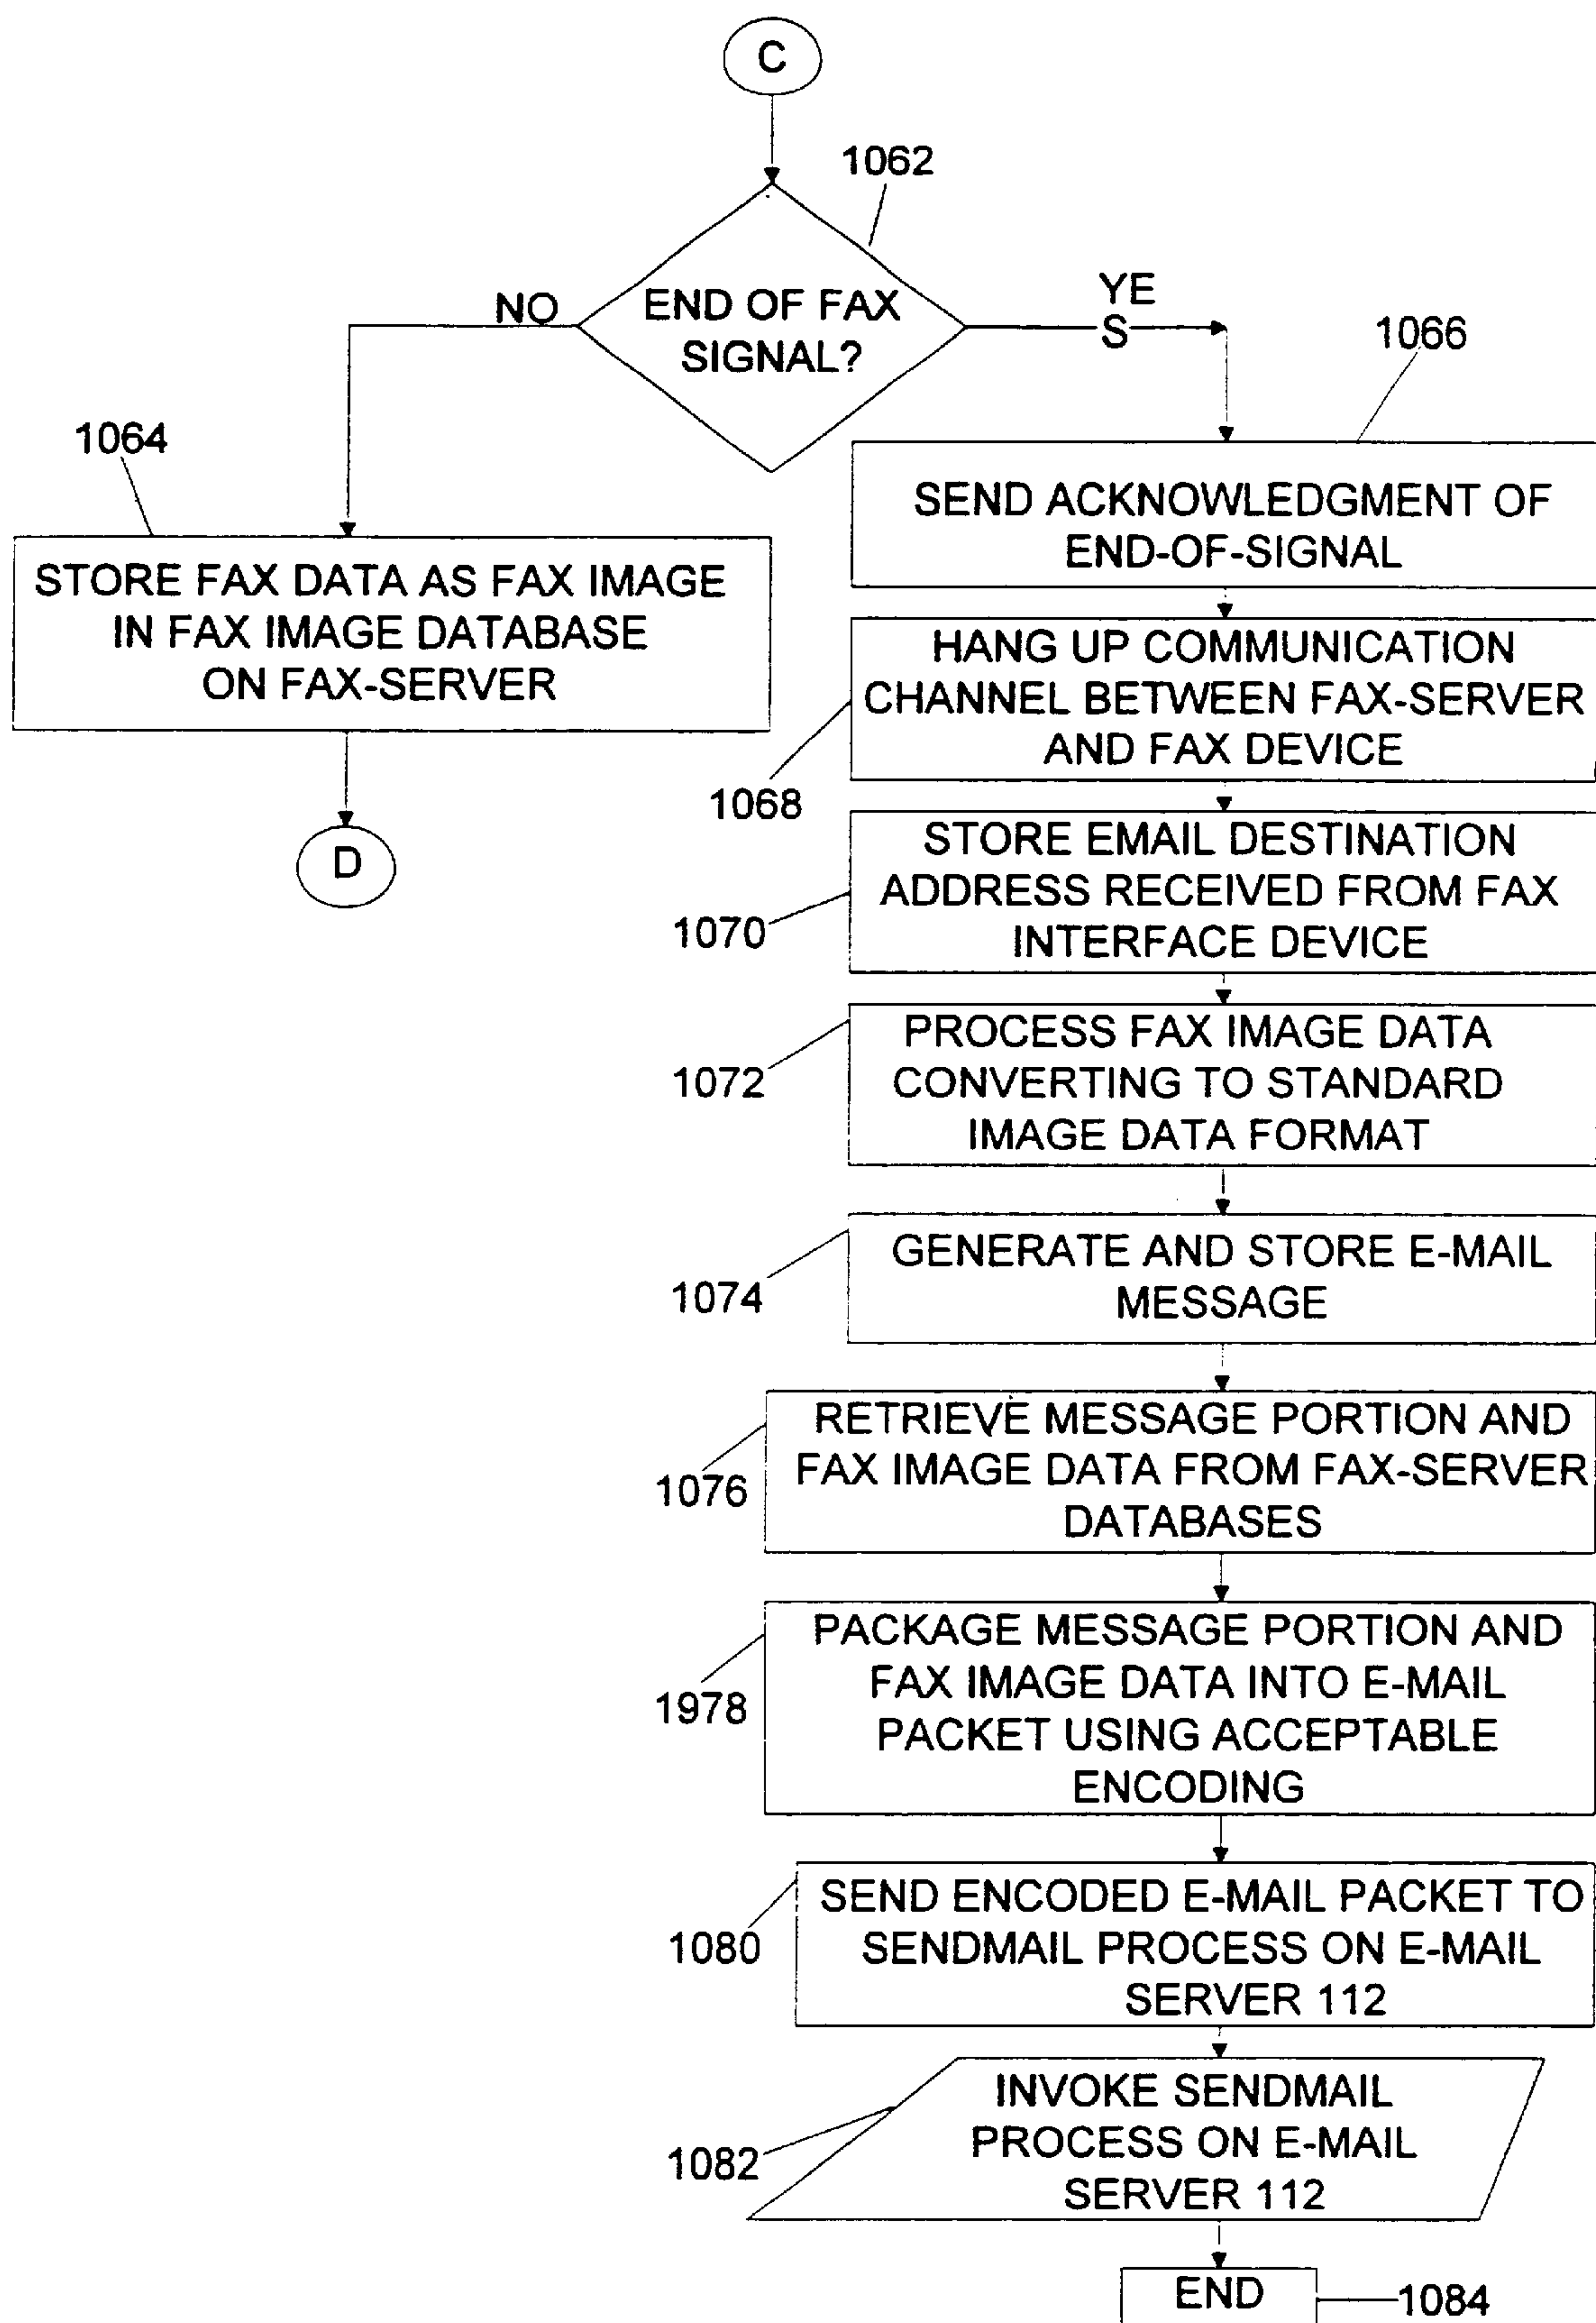 C
1062
END OF FAX
SIGNAL?
NO
YE
S
1064
STORE FAX DATA AS FAX IMAGE
IN FAX IMAGE DATABASE
ON FAX-SERVER
D
1066
SEND ACKNOWLEDGMENT OF
END-OF-SIGNAL
HANG UP COMMUNICATION
CHANNEL BETWEEN FAX-SERVER
AND FAX DEVICE
1068
STORE EMAIL DESTINATION
ADDRESS RECEIVED FROM FAX
INTERFACE DEVICE
1070
PROCESS FAX IMAGE DATA
CONVERTING TO STANDARD
IMAGE DATA FORMAT
1072
GENERATE AND STORE E-MAIL
MESSAGE
1074
RETRIEVE MESSAGE PORTION AND
FAX IMAGE DATA FROM FAX-SERVER
DATABASES
1076
PACKAGE MESSAGE PORTION AND
FAX IMAGE DATA INTO E-MAIL
PACKET USING ACCEPTABLE
ENCODING
1978
SEND ENCODED E-MAIL PACKET TO
SENDMAIL PROCESS ON E-MAIL
SERVER 112
1080
INVOKE SENDMAIL
PROCESS ON E-MAIL
SERVER 112
1082
END
1084